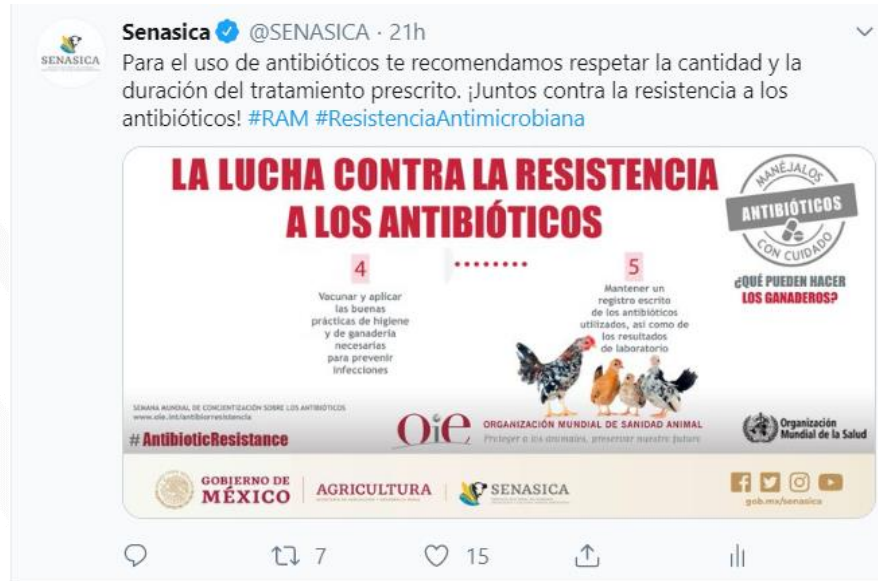 Senasica @SENASICA · 21h
SENASICA
Para el uso de antibióticos te recomendamos respetar la cantidad y la
duración del tratamiento prescrito. ¡Juntos contra la resistencia a los
antibióticos! #RAM #ResistenciaAntimicrobiana
LA LUCHA CONTRA LA RESISTENCIA
A LOS ANTIBIÓTICOS
MANÉJALOS
ANTIBIÓTICOS
CON CUIDADO
¿QUÉ PUEDEN HACER
LOS GANADEROS?
4
Vacunar y aplicar
las buenas
prácticas de higiene
y de ganadería
necesarias
para prevenir
infecciones
5
Mantener un
registro escrito
de los antibióticos
utilizados, así como de
los resultados
de laboratorio
SEMANA MUNDIAL DE CONCIENTIZACIÓN SOBRE LOS ANTIBIÓTICOS
www.oie.int/antibiorresistencia
#AntibioticResistance
Oie
ORGANIZACIÓN MUNDIAL DE SANIDAD ANIMAL
Proteger a los animales, preservar nuestro futuro
Organización
Mundial de la Salud
GOBIERNO DE
MÉXICO
AGRICULTURA
SENASICA
gob.mx/senasica
7
15